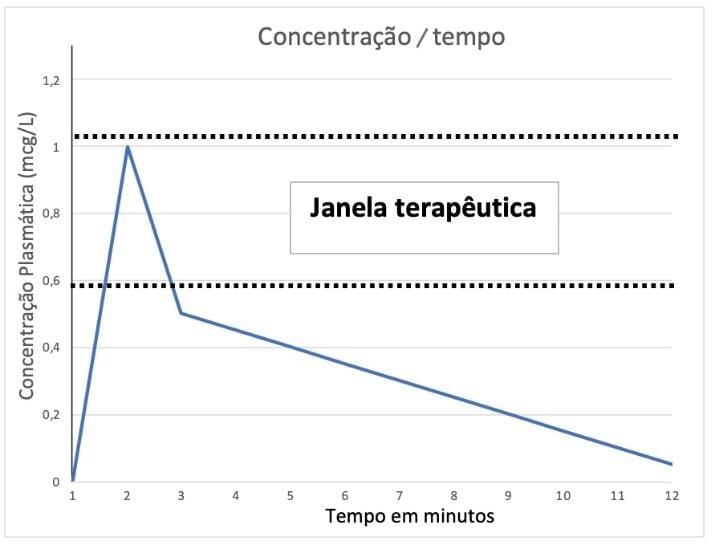 Concentração / tempo
Concentração Plasmática (mcg/L)
1,2
1
0,8
0,6
0,4
0,2
0
Janela terapêutica
1 2 3 4 5 6 7 8 9 10 11 12
Tempo em minutos